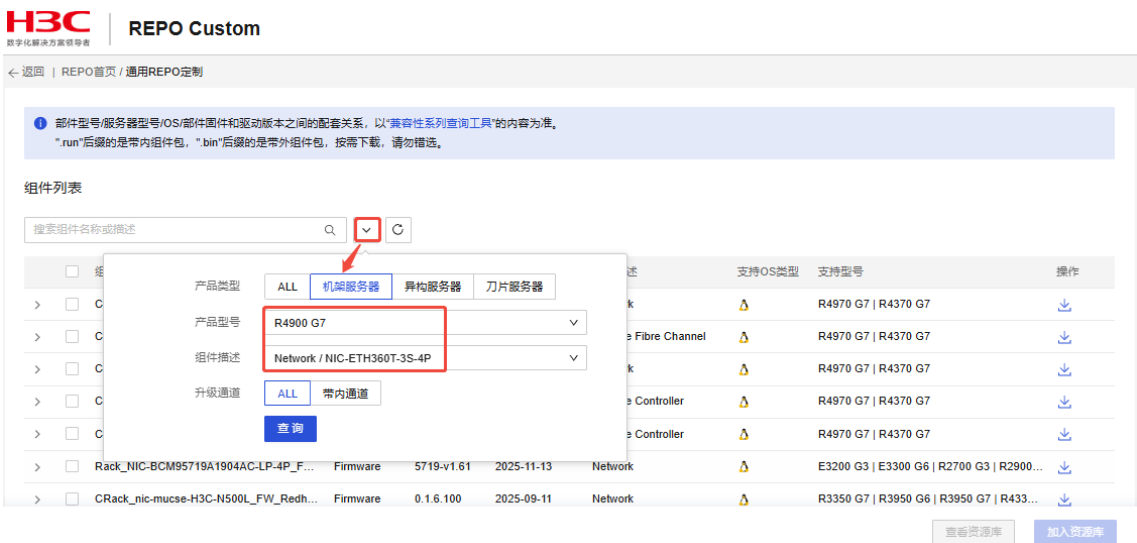 H3C
数字化解决方案领导者
REPO Custom
返回 | REPO首页 / 通用REPO定制
部件型号/服务器型号/OS/部件固件和驱动版本之间的配套关系，以“兼容性系列查询工具”的内容为准。
".run"后缀的是带内组件包，".bin"后缀的是带外组件包，按需下载，请勿错选。
组件列表
搜索组件名称或描述
述 支持OS类型 支持型号 操作
产品类型 ALL 机架服务器 异构服务器 刀片服务器
C k R4970 G7 | R4370 G7
产品型号 R4900 G7
C e Fibre Channel R4970 G7 | R4370 G7
组件描述 Network / NIC-ETH360T-3S-4P
C k R4970 G7 | R4370 G7
升级通道 ALL 带内通道
C e Controller R4970 G7 | R4370 G7
查询
C e Controller R4970 G7 | R4370 G7
Rack_NIC-BCM95719A1904AC-LP-4P_F... Firmware 5719-v1.61 2025-11-13 Network E3200 G3 | E3300 G6 | R2700 G3 | R2900...
CRack_nic-mucse-H3C-N500L_FW_Redh... Firmware 0.1.6.100 2025-09-11 Network R3350 G7 | R3950 G6 | R3950 G7 | R433...
查看资源库 加入资源库